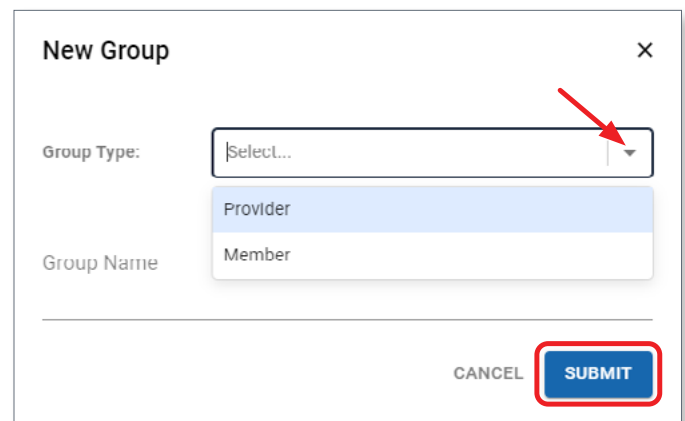 New Group
Group Type:
Select...
Provider
Member
Group Name
CANCEL
SUBMIT